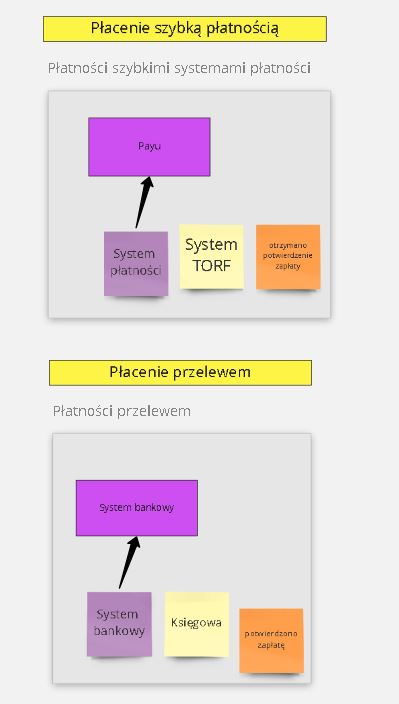 Płacenie szybką płatnością
Płatności szybkimi systemami płatności
Payu
System
płatności
System
TORF
otrzymano
potwierdzenie
zapłaty
Płacenie przelewem
Płatności przelewem
System bankowy
System
bankowy
Księgowa
potwierdzono
zapłatę